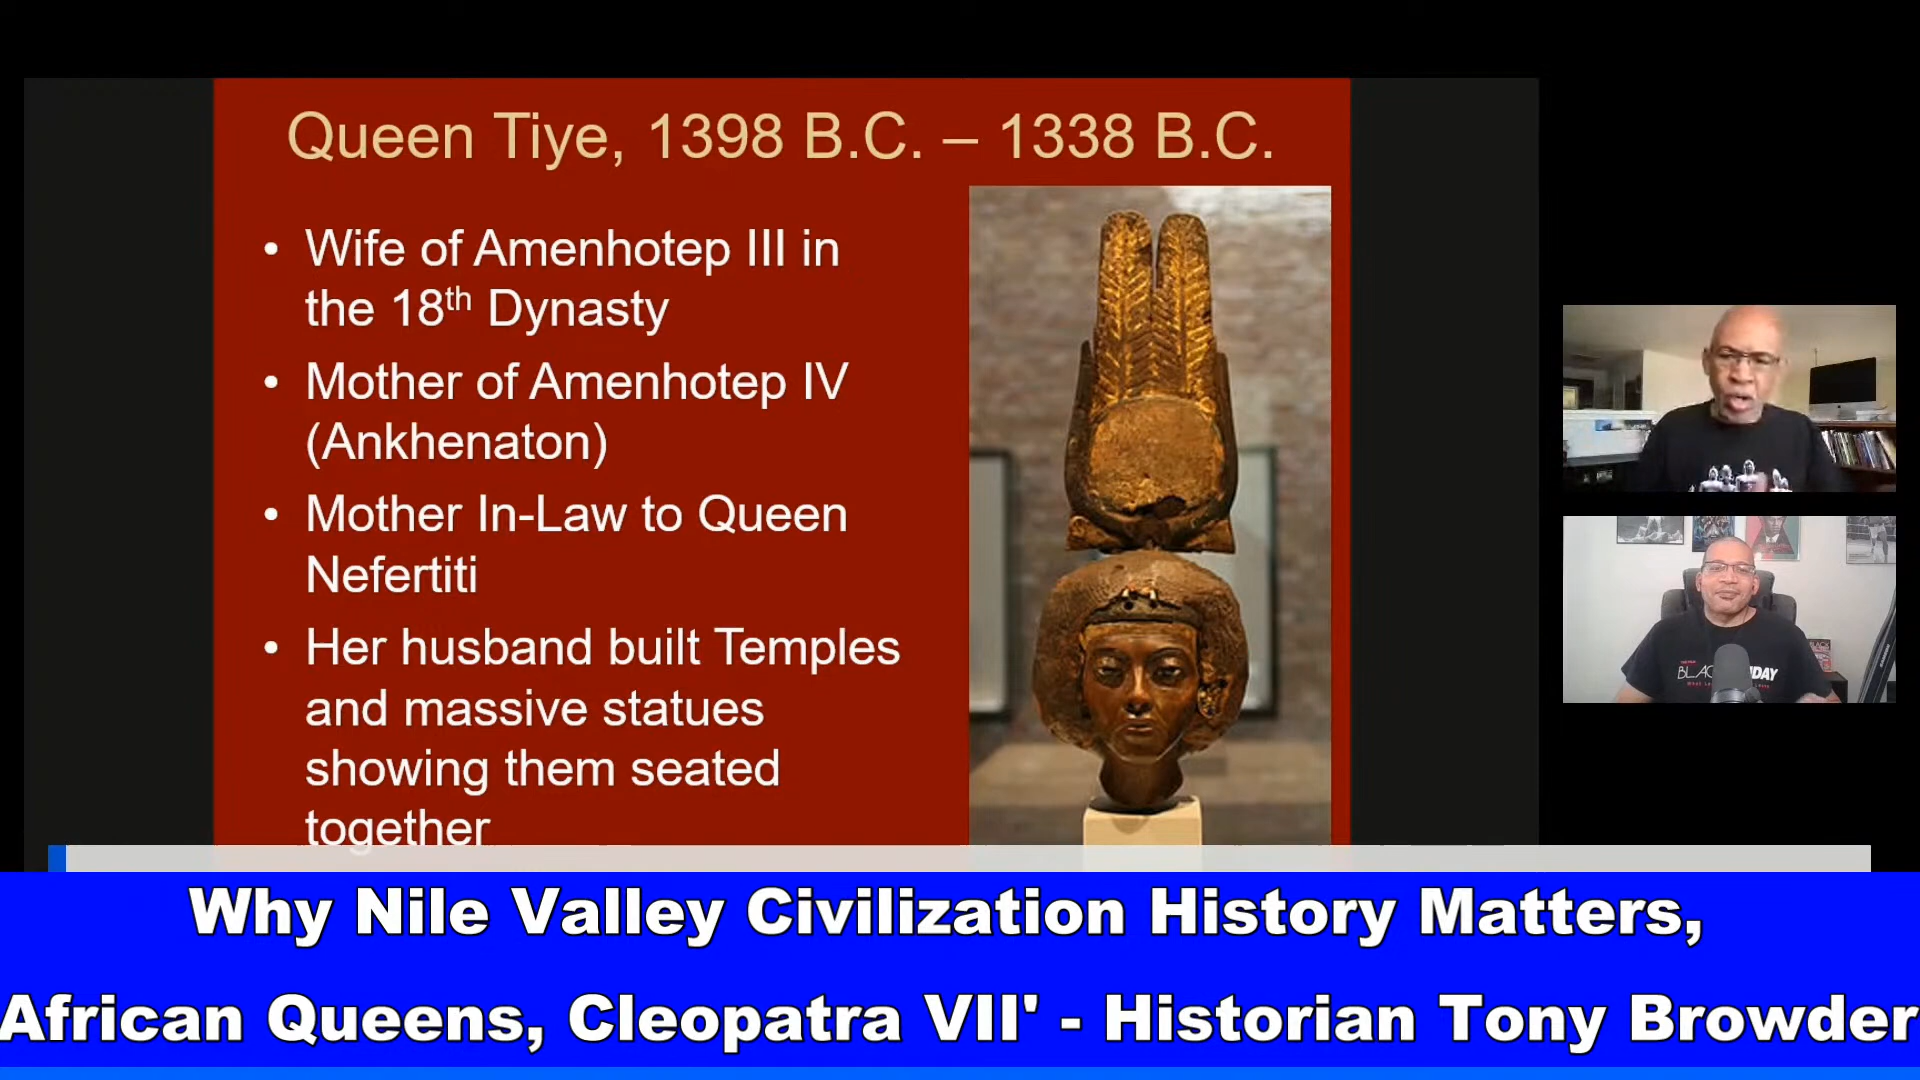 Queen Tiye, 1398 B.C. – 1338 B.C.
• Wife of Amenhotep III in
the 18th Dynasty
• Mother of Amenhotep IV
(Ankhenaton)
• Mother In-Law to Queen
Nefertiti
• Her husband built Temples
and massive statues
showing them seated
together
Why Nile Valley Civilization History Matters,
African Queens, Cleopatra VII' - Historian Tony Browder